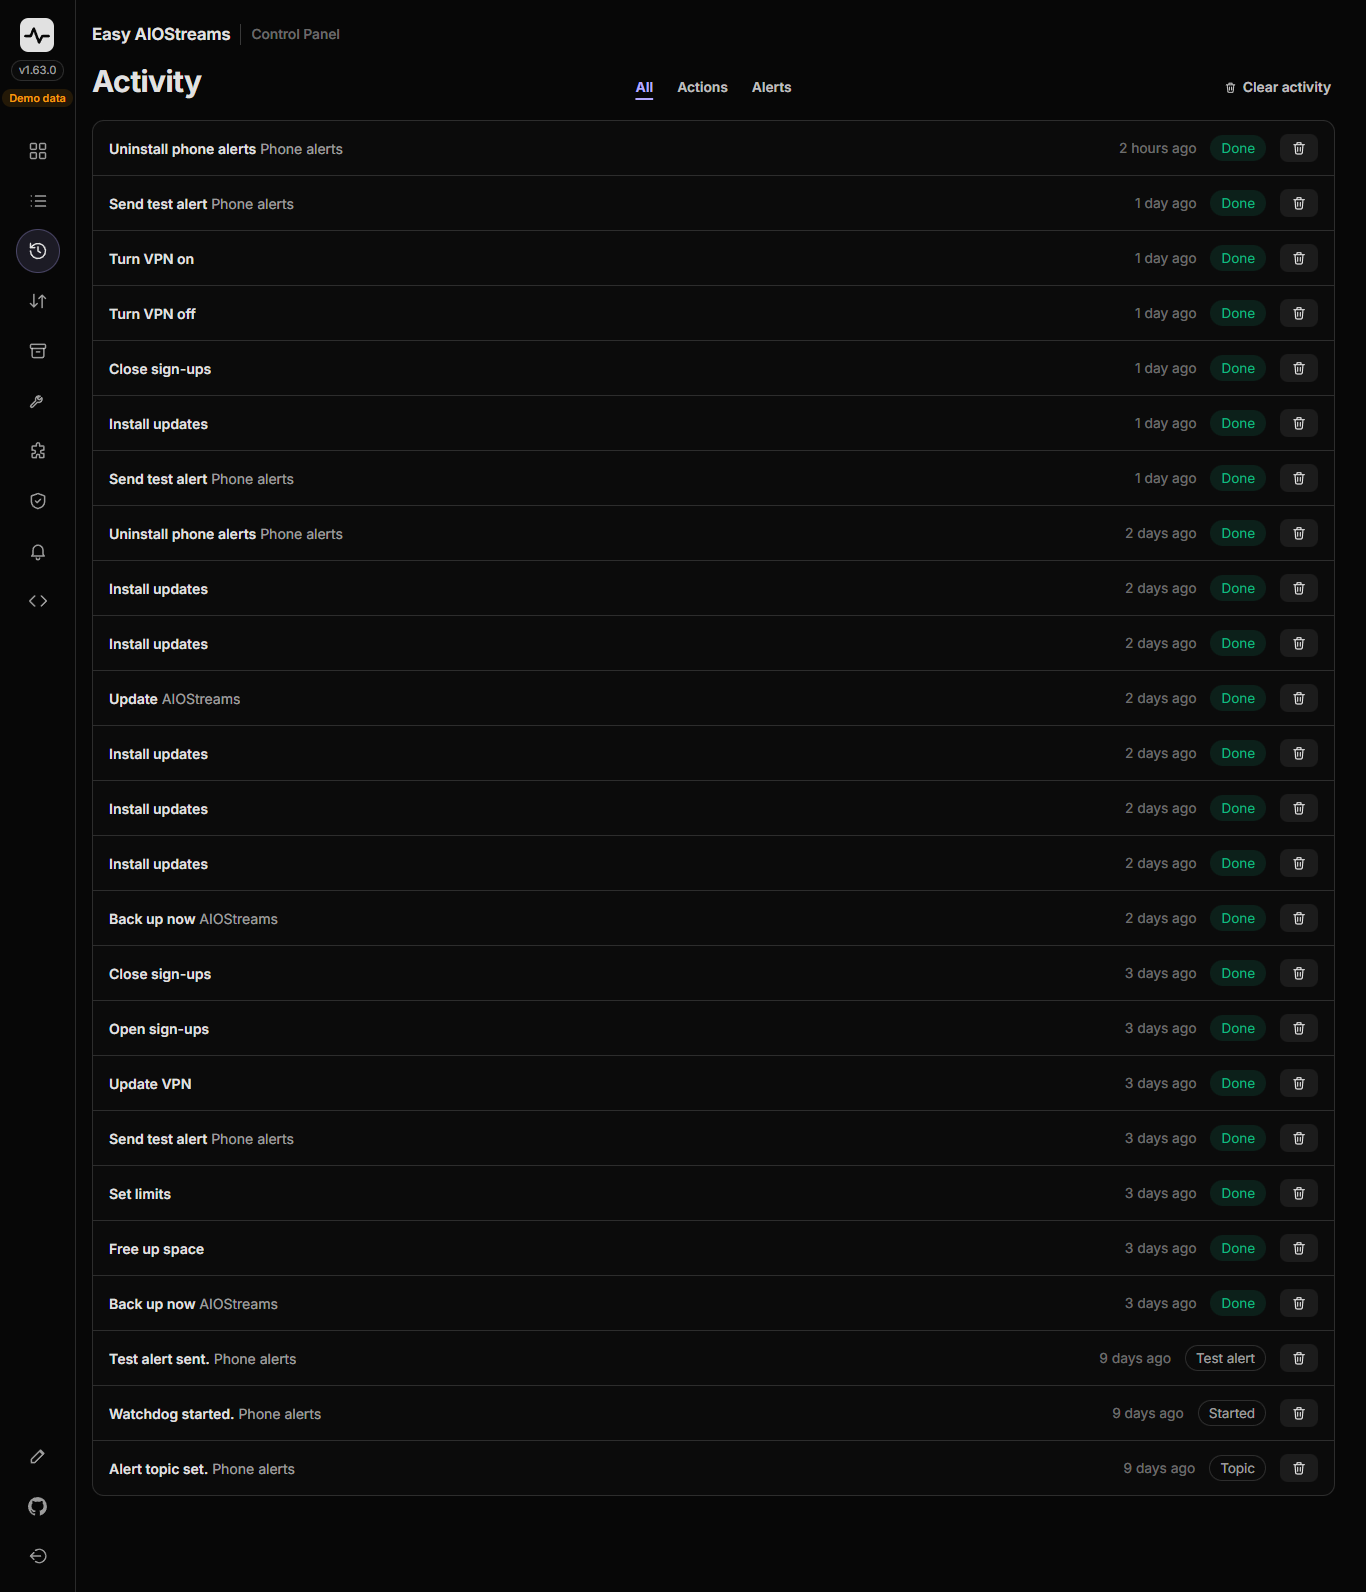 Easy AIOStreams Control Panel
v1.63.0
Demo data
Activity
All Actions Alerts
Clear activity
Uninstall phone alerts Phone alerts 2 hours ago Done
Send test alert Phone alerts 1 day ago Done
Turn VPN on 1 day ago Done
Turn VPN off 1 day ago Done
Close sign-ups 1 day ago Done
Install updates 1 day ago Done
Send test alert Phone alerts 1 day ago Done
Uninstall phone alerts Phone alerts 2 days ago Done
Install updates 2 days ago Done
Install updates 2 days ago Done
Update AIOStreams 2 days ago Done
Install updates 2 days ago Done
Install updates 2 days ago Done
Install updates 2 days ago Done
Back up now AIOStreams 2 days ago Done
Close sign-ups 3 days ago Done
Open sign-ups 3 days ago Done
Update VPN 3 days ago Done
Send test alert Phone alerts 3 days ago Done
Set limits 3 days ago Done
Free up space 3 days ago Done
Back up now AIOStreams 3 days ago Done
Test alert sent. Phone alerts 9 days ago Test alert
Watchdog started. Phone alerts 9 days ago Started
Alert topic set. Phone alerts 9 days ago Topic